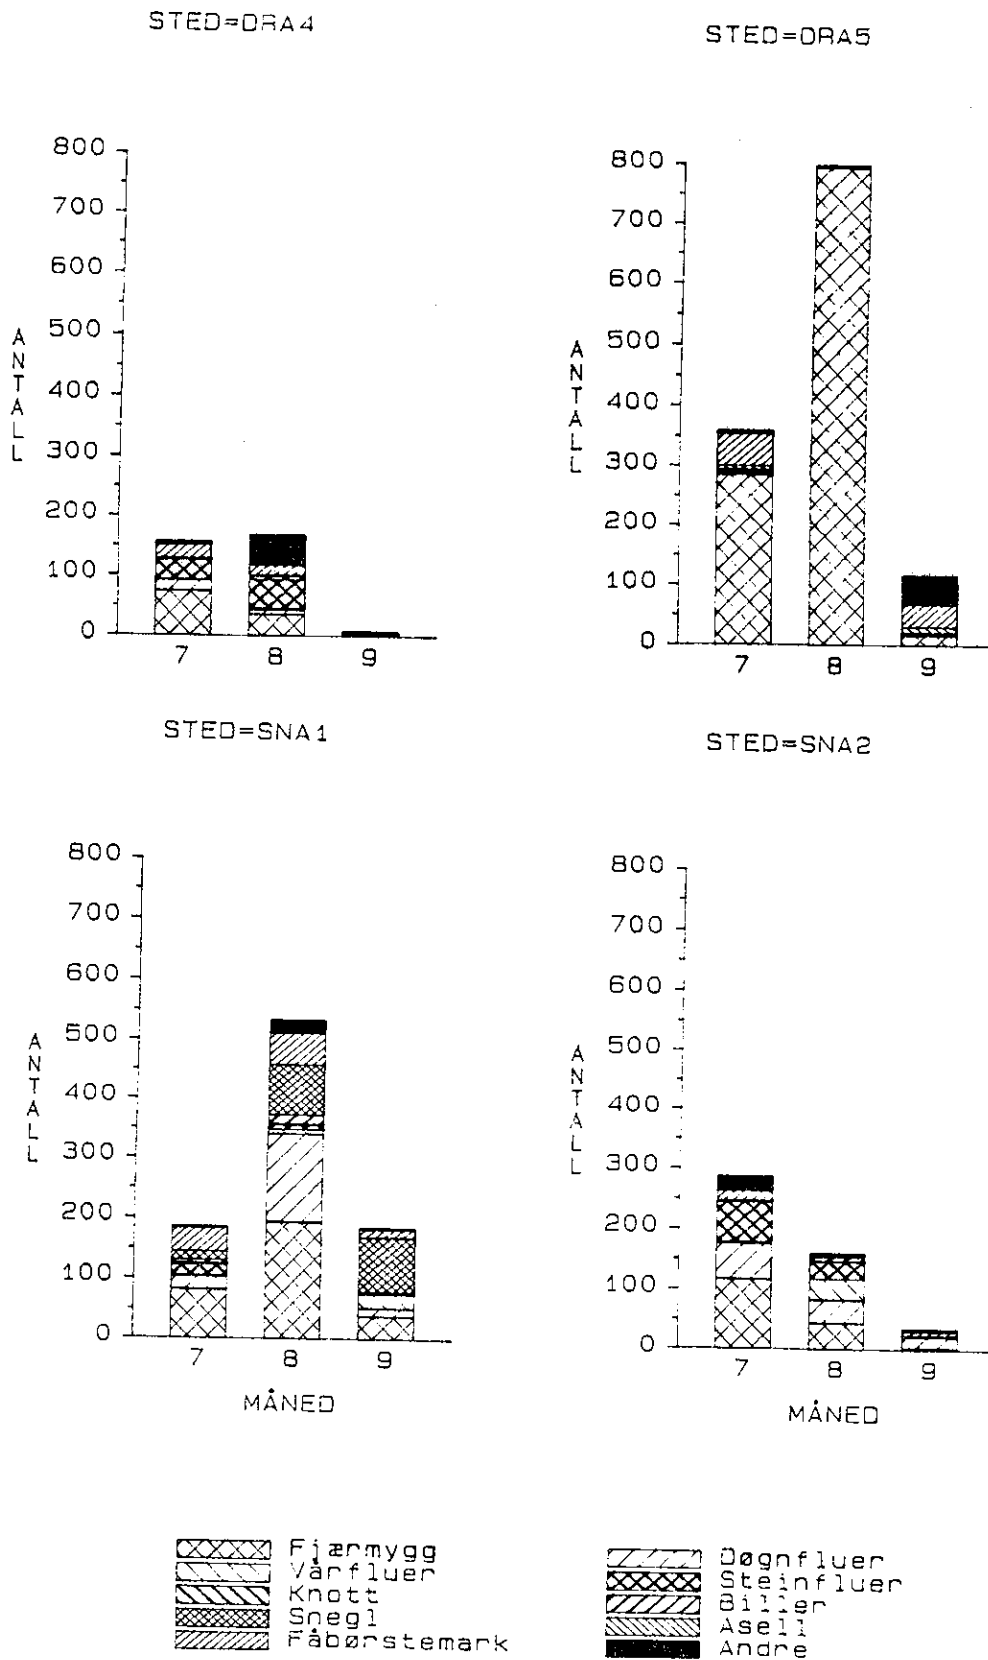 STED=DRA4
800
700
600
500
400
300
200
100
0
ANTALL
7 8 9
STED=DRA5
800
700
600
500
400
300
200
100
0
ANTALL
7 8 9
STED=SNA1
800
700
600
500
400
300
200
100
0
ANTALL
7 8 9
MÅNED
STED=SNA2
800
700
600
500
400
300
200
100
0
ANTALL
7 8 9
MÅNED
Fjærmygg
Vårfluer
Knott
Snegl
Fåbørstemark
Døgnfluer
Steinfluer
Biller
Asell
Andre